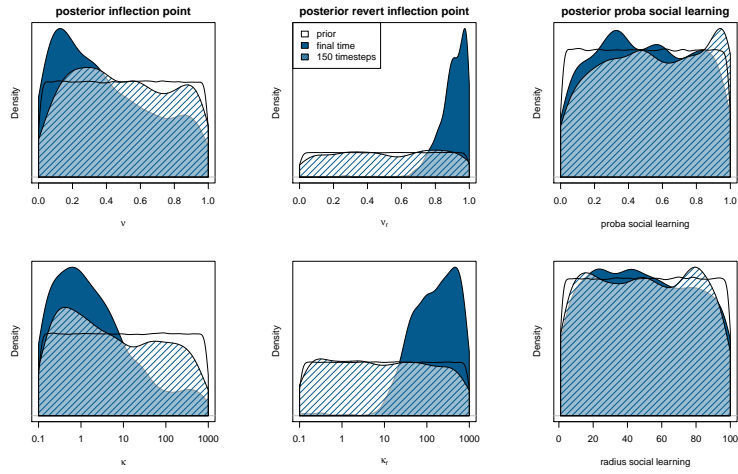 posterior inflection point
posterior revert inflection point
posterior proba social learning
Density
0.0 0.2 0.4 0.6 0.8 1.0
ν
prior
final time
150 timesteps
Density
0.0 0.2 0.4 0.6 0.8 1.0
νr
Density
0.0 0.2 0.4 0.6 0.8 1.0
proba social learning
Density
0.1 1 10 100 1000
κ
Density
0.1 1 10 100 1000
κr
Density
0 20 40 60 80 100
radius social learning